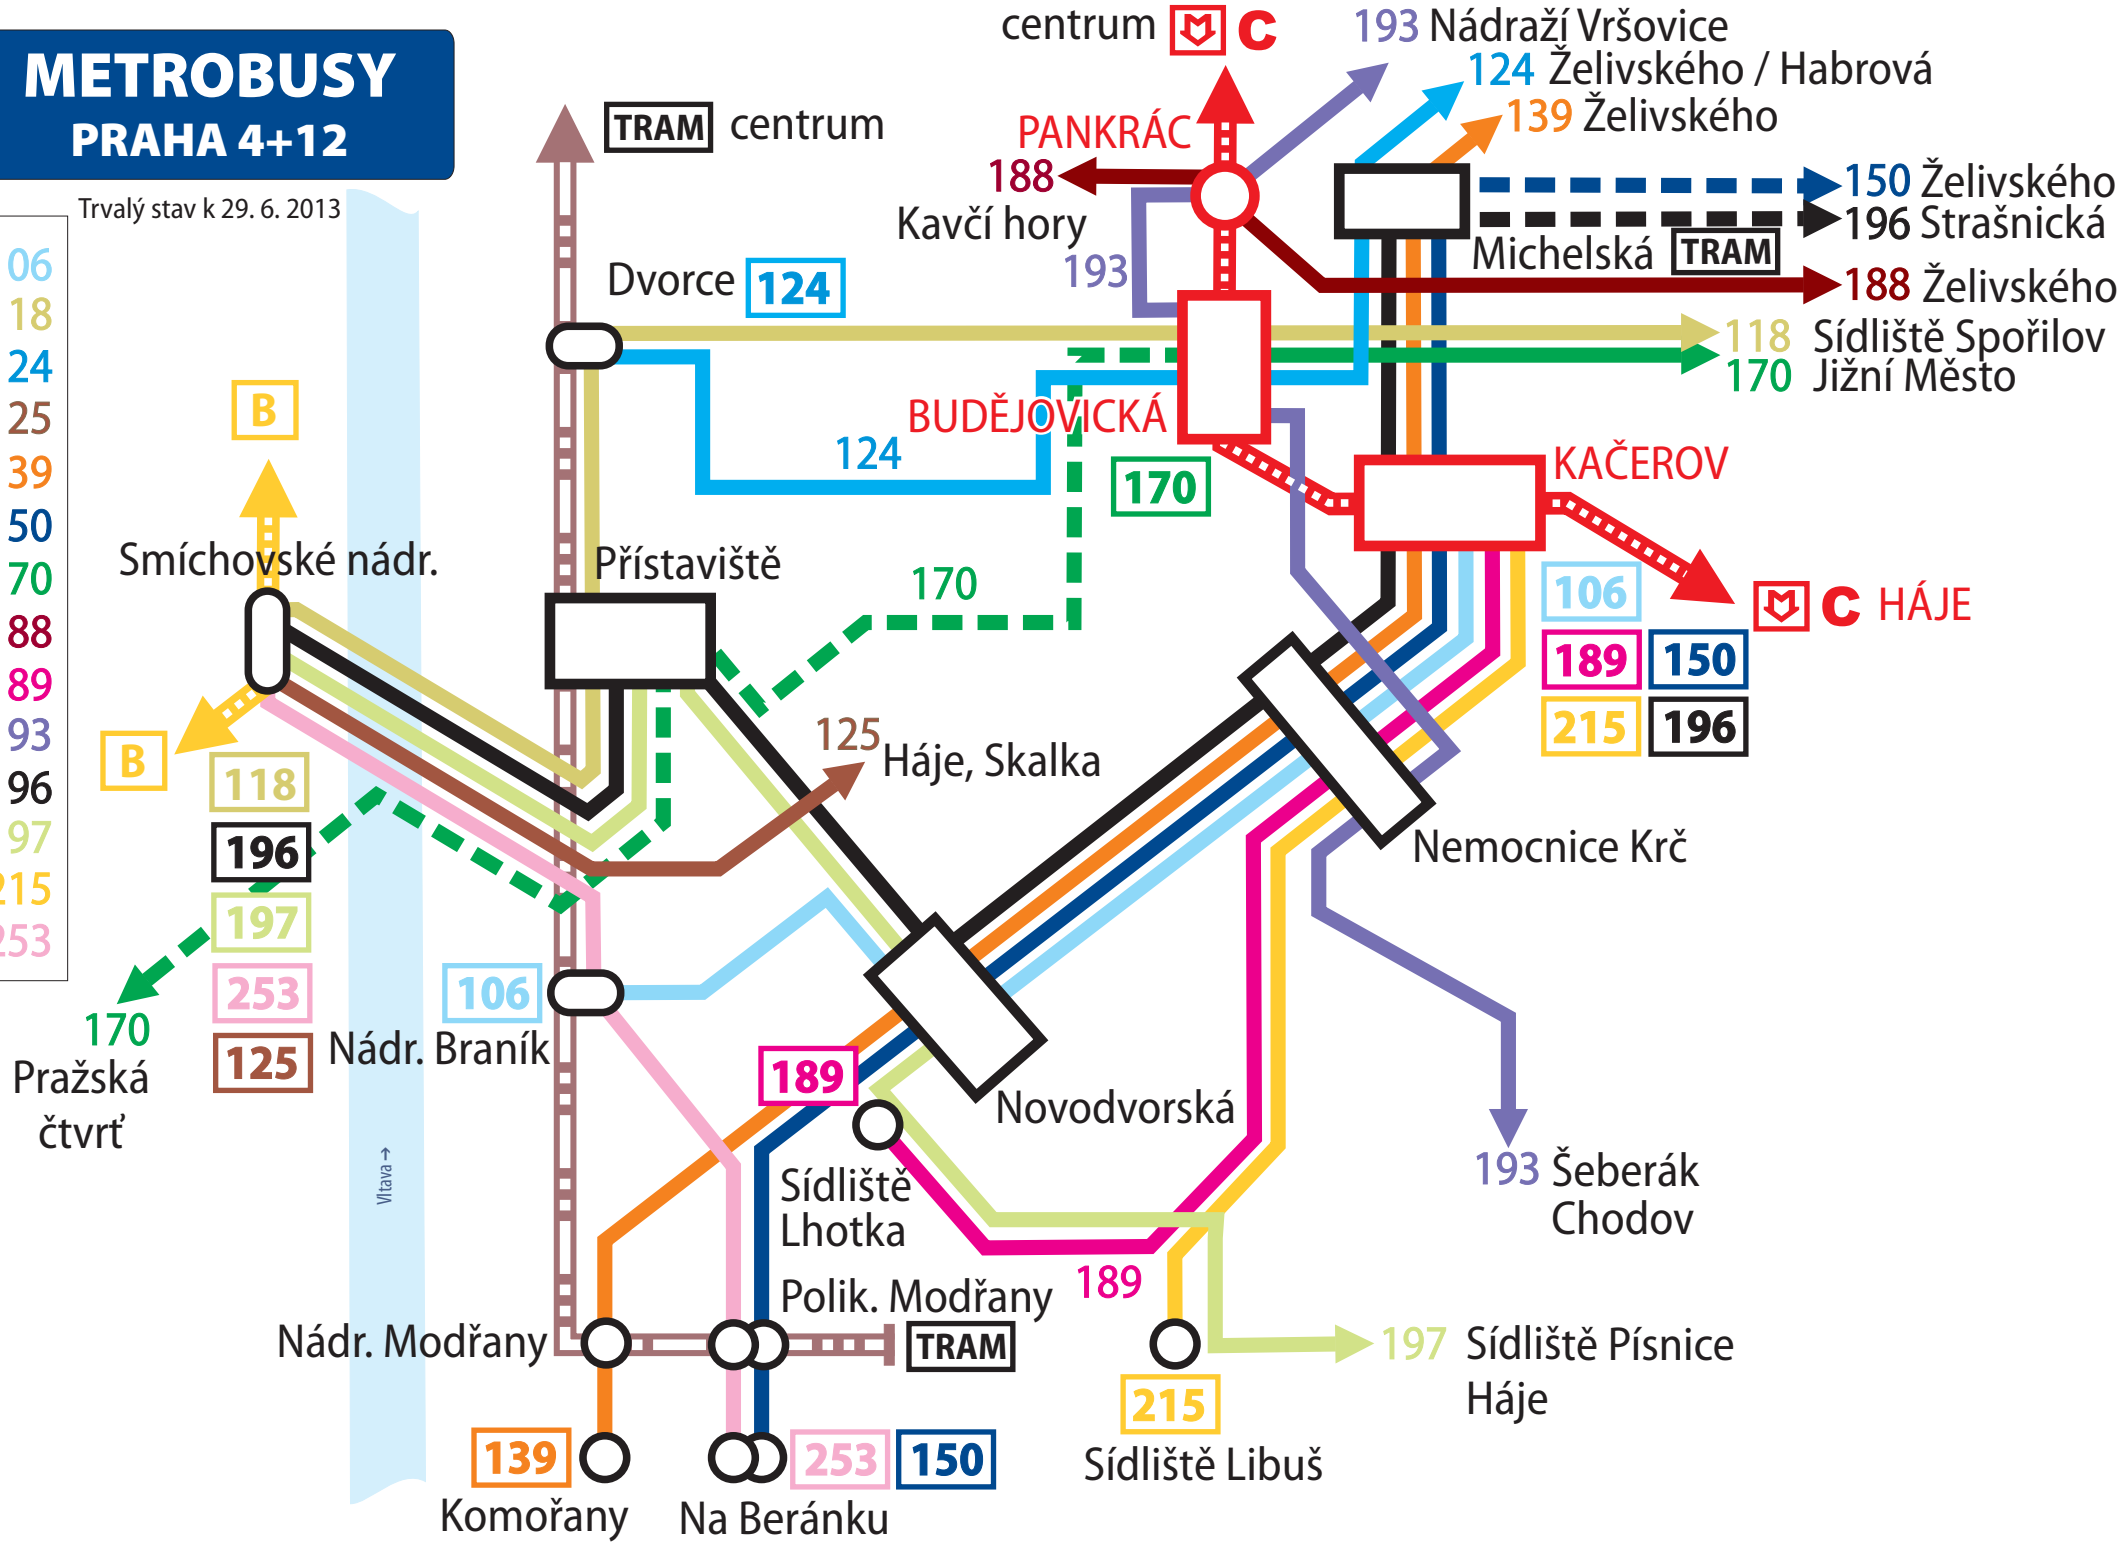 METROBUSY
PRAHA 4+12
Trvalý stav k 29. 6. 2013
06
18
24
25
39
50
70
88
89
93
96
97
215
253
centrum C
193 Nádraží Vršovice
124 Želivského / Habrová
139 Želivského
TRAM centrum
PANKRÁC
188
Kavčí hory
193
150 Želivského
196 Strašnická
Michelská TRAM
188 Želivského
Dvorce 124
118 Sídliště Spořilov
170 Jižní Město
BUDĚJOVICKÁ
124
170
KAČEROV
B
Smíchovské nádr.
Přístaviště
170
106
189 150
215 196
C HÁJE
B
125
Háje, Skalka
118
196
197
253
125
Nemocnice Krč
170
Pražská
čtvrť
106
Nádr. Braník
189
Novodvorská
Vltava →
Sídliště
Lhotka
193 Šeberák
Chodov
189
Polik. Modřany
TRAM
Nádr. Modřany
197 Sídliště Písnice
Háje
215
Sídliště Libuš
139
Komořany
253 150
Na Beránku